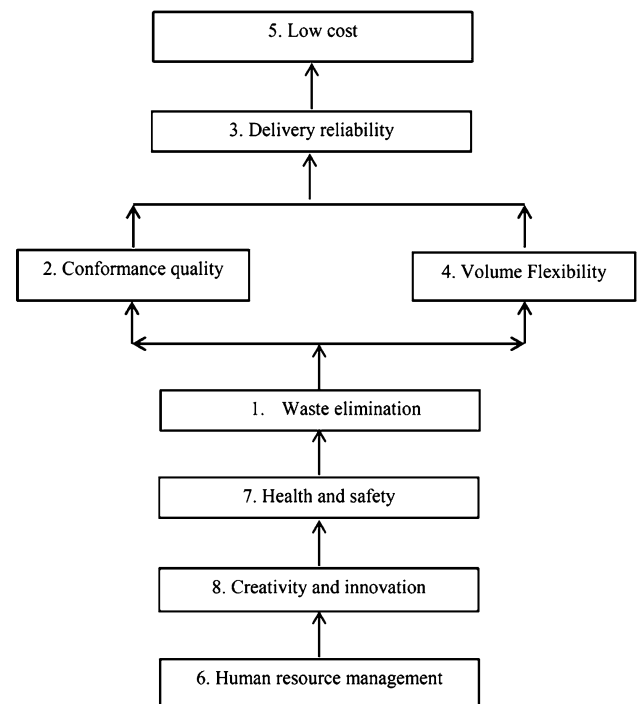 5. Low cost
3. Delivery reliability
2. Conformance quality
4. Volume Flexibility
1. Waste elimination
7. Health and safety
8. Creativity and innovation
6. Human resource management